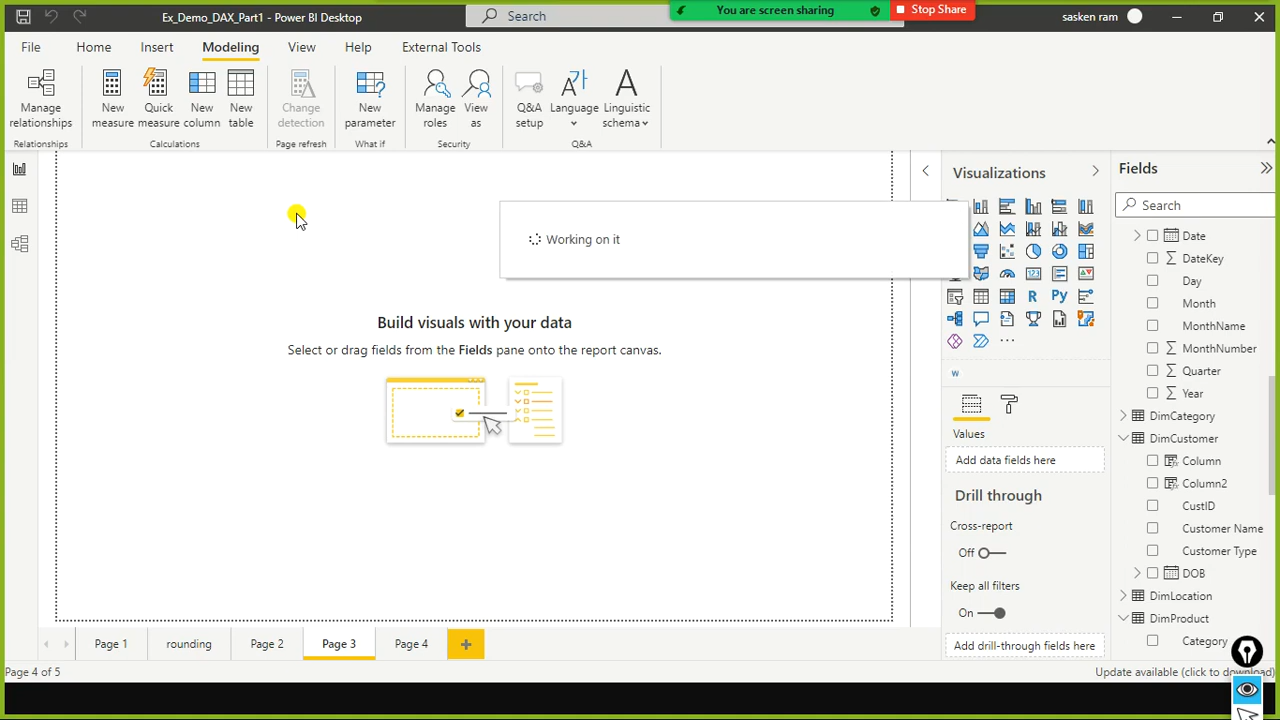 Ex_Demo_DAX_Part1 - Power BI Desktop
Search
You are screen sharing
Stop Share
sasken ram
File
Home
Insert
Modeling
View
Help
External Tools
Manage
relationships
New
measure
Quick
measure
New
column
New
table
Change
detection
New
parameter
Manage
roles
View
as
Q&A
setup
Language
Linguistic
schema
Relationships
Calculations
Page refresh
What if
Security
Q&A
Working on it
Build visuals with your data
Select or drag fields from the Fields pane onto the report canvas.
Visualizations
Values
Add data fields here
Drill through
Cross-report
Off
Keep all filters
On
Add drill-through fields here
Fields
Search
Date
DateKey
Day
Month
MonthName
MonthNumber
Quarter
Year
DimCategory
DimCustomer
Column
Column2
CustID
Customer Name
Customer Type
DOB
DimLocation
DimProduct
Category
Page 1
rounding
Page 2
Page 3
Page 4
Page 4 of 5
Update available (click to download)